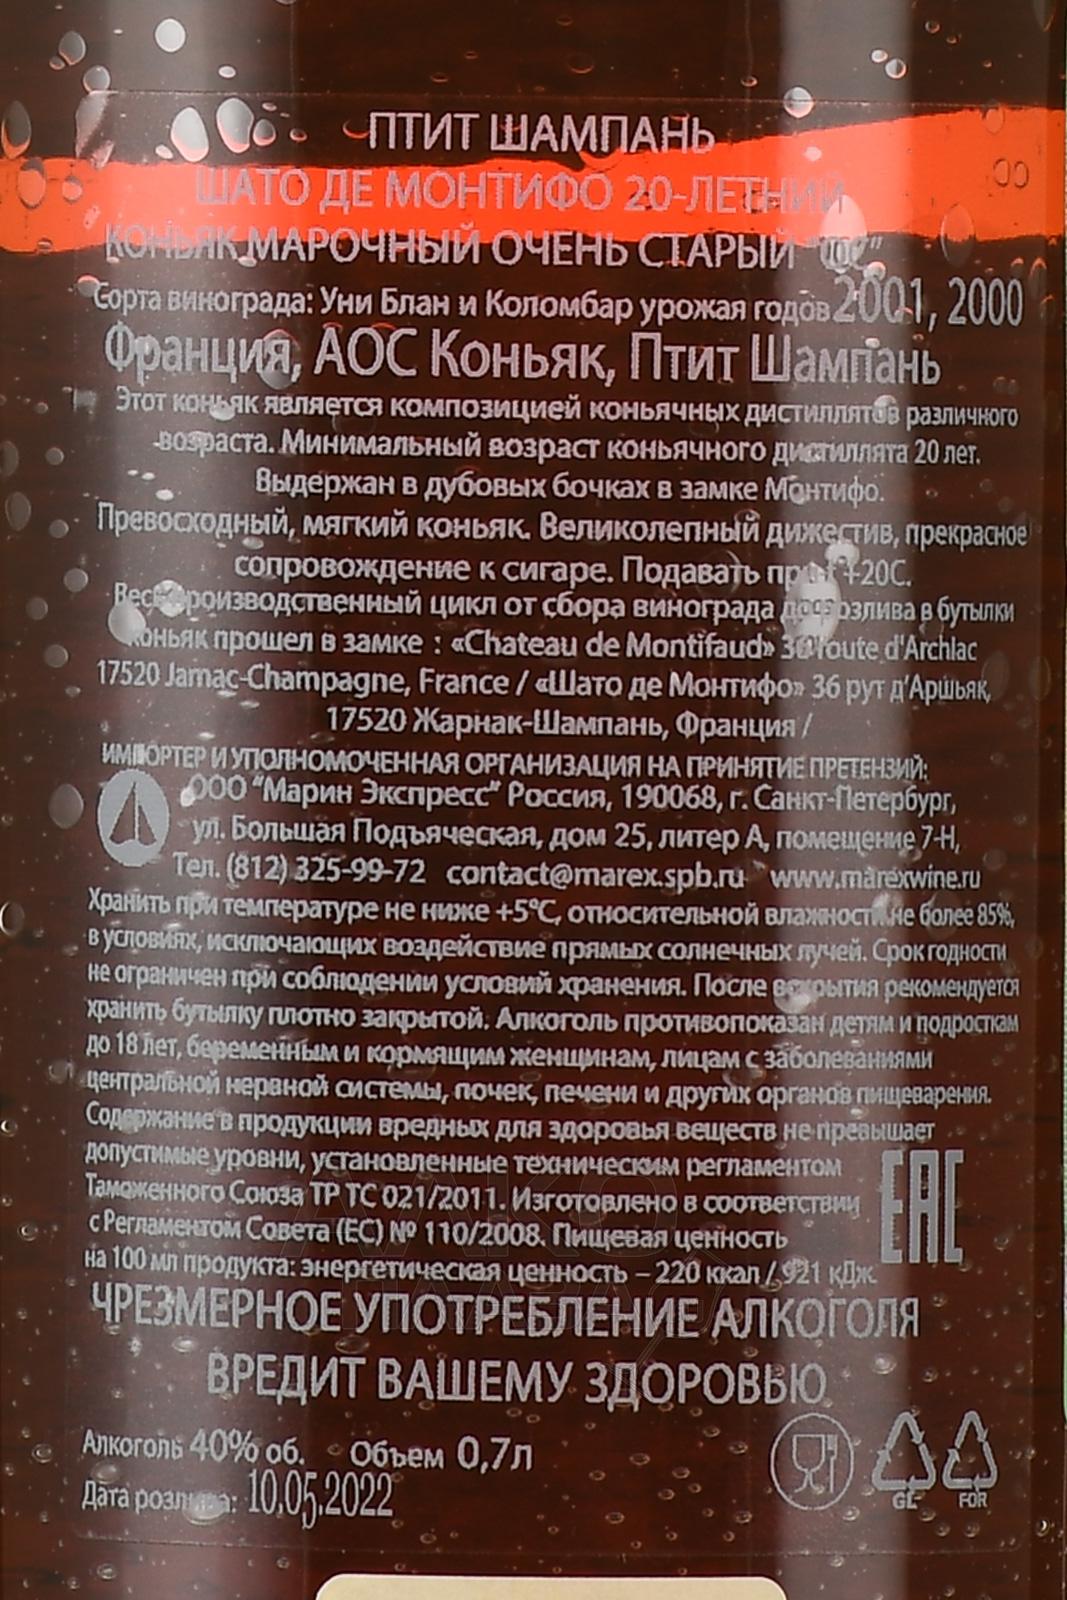 ПТИТ ШАМПАНЬ
ШАТО ДЕ МОНТИФО 20-ЛЕТНИЙ
КОНЬЯК МАРОЧНЫЙ ОЧЕНЬ СТАРЫЙ
Сорта винограда: Уни Блан и Коломбар урожая годов 2001, 2000
Франция, АОС Коньяк, Птит Шампань
Этот коньяк является композицией коньячных дистиллятов различного
возраста. Минимальный возраст коньячного дистиллята 20 лет.
Выдержан в дубовых бочках в замке Монтифо.
Превосходный, мягкий коньяк. Великолепный дижестив, прекрасное
сопровождение к сигаре. Подавать при +20С.
Весь производственный цикл от сбора винограда до розлива в бутылки
коньяк прошел в замке : «Chateau de Montifaud» 36 route d'Archlac
17520 Jarnac-Champagne, France / «Шато де Монтифо» 36 рут д’Аршьяк,
17520 Жарнак-Шампань, Франция /
ИМПОРТЕР И УПОЛНОМОЧЕННАЯ ОРГАНИЗАЦИЯ НА ПРИНЯТИЕ ПРЕТЕНЗИЙ:
ООО “Марин Экспресс” Россия, 190068, г. Санкт-Петербург,
ул. Большая Подъяческая, дом 25, литер А, помещение 7-Н,
Тел. (812) 325-99-72 contact@marex.spb.ru www.marexwine.ru
Хранить при температуре не ниже +5°С, относительной влажности не более 85%,
в условиях, исключающих воздействие прямых солнечных лучей. Срок годности
не ограничен при соблюдении условий хранения. После вскрытия рекомендуется
хранить бутылку плотно закрытой. Алкоголь противопоказан детям и подросткам
до 18 лет, беременным и кормящим женщинам, лицам с заболеваниями
центральной нервной системы, почек, печени и других органов пищеварения.
Содержание в продукции вредных для здоровья веществ не превышает
допустимые уровни, установленные техническим регламентом
Таможенного Союза ТР ТС 021/2011. Изготовлено в соответствии
с Регламентом Совета (ЕС) № 110/2008. Пищевая ценность
на 100 мл продукта: энергетическая ценность – 220 ккал / 921 кДж.
EAC
ЧРЕЗМЕРНОЕ УПОТРЕБЛЕНИЕ АЛКОГОЛЯ
ВРЕДИТ ВАШЕМУ ЗДОРОВЬЮ
Алкоголь 40% об. Объем 0,7л
Дата розлива: 10.05.2022
GL FOR